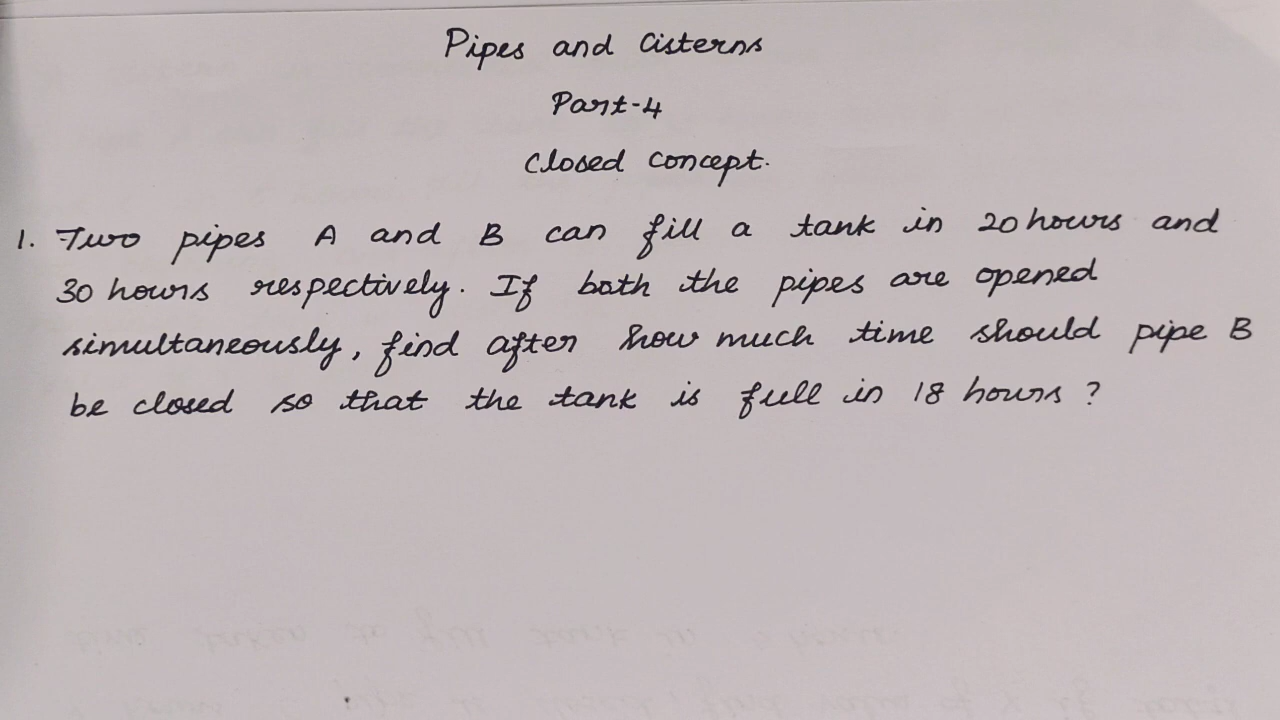 Pipes and Cisterns
Part-4
Closed Concept.
1. Two pipes A and B can fill a tank in 20 hours and
30 hours respectively. If both the pipes are opened
simultaneously, find after how much time should pipe B
be closed so that the tank is full in 18 hours ?